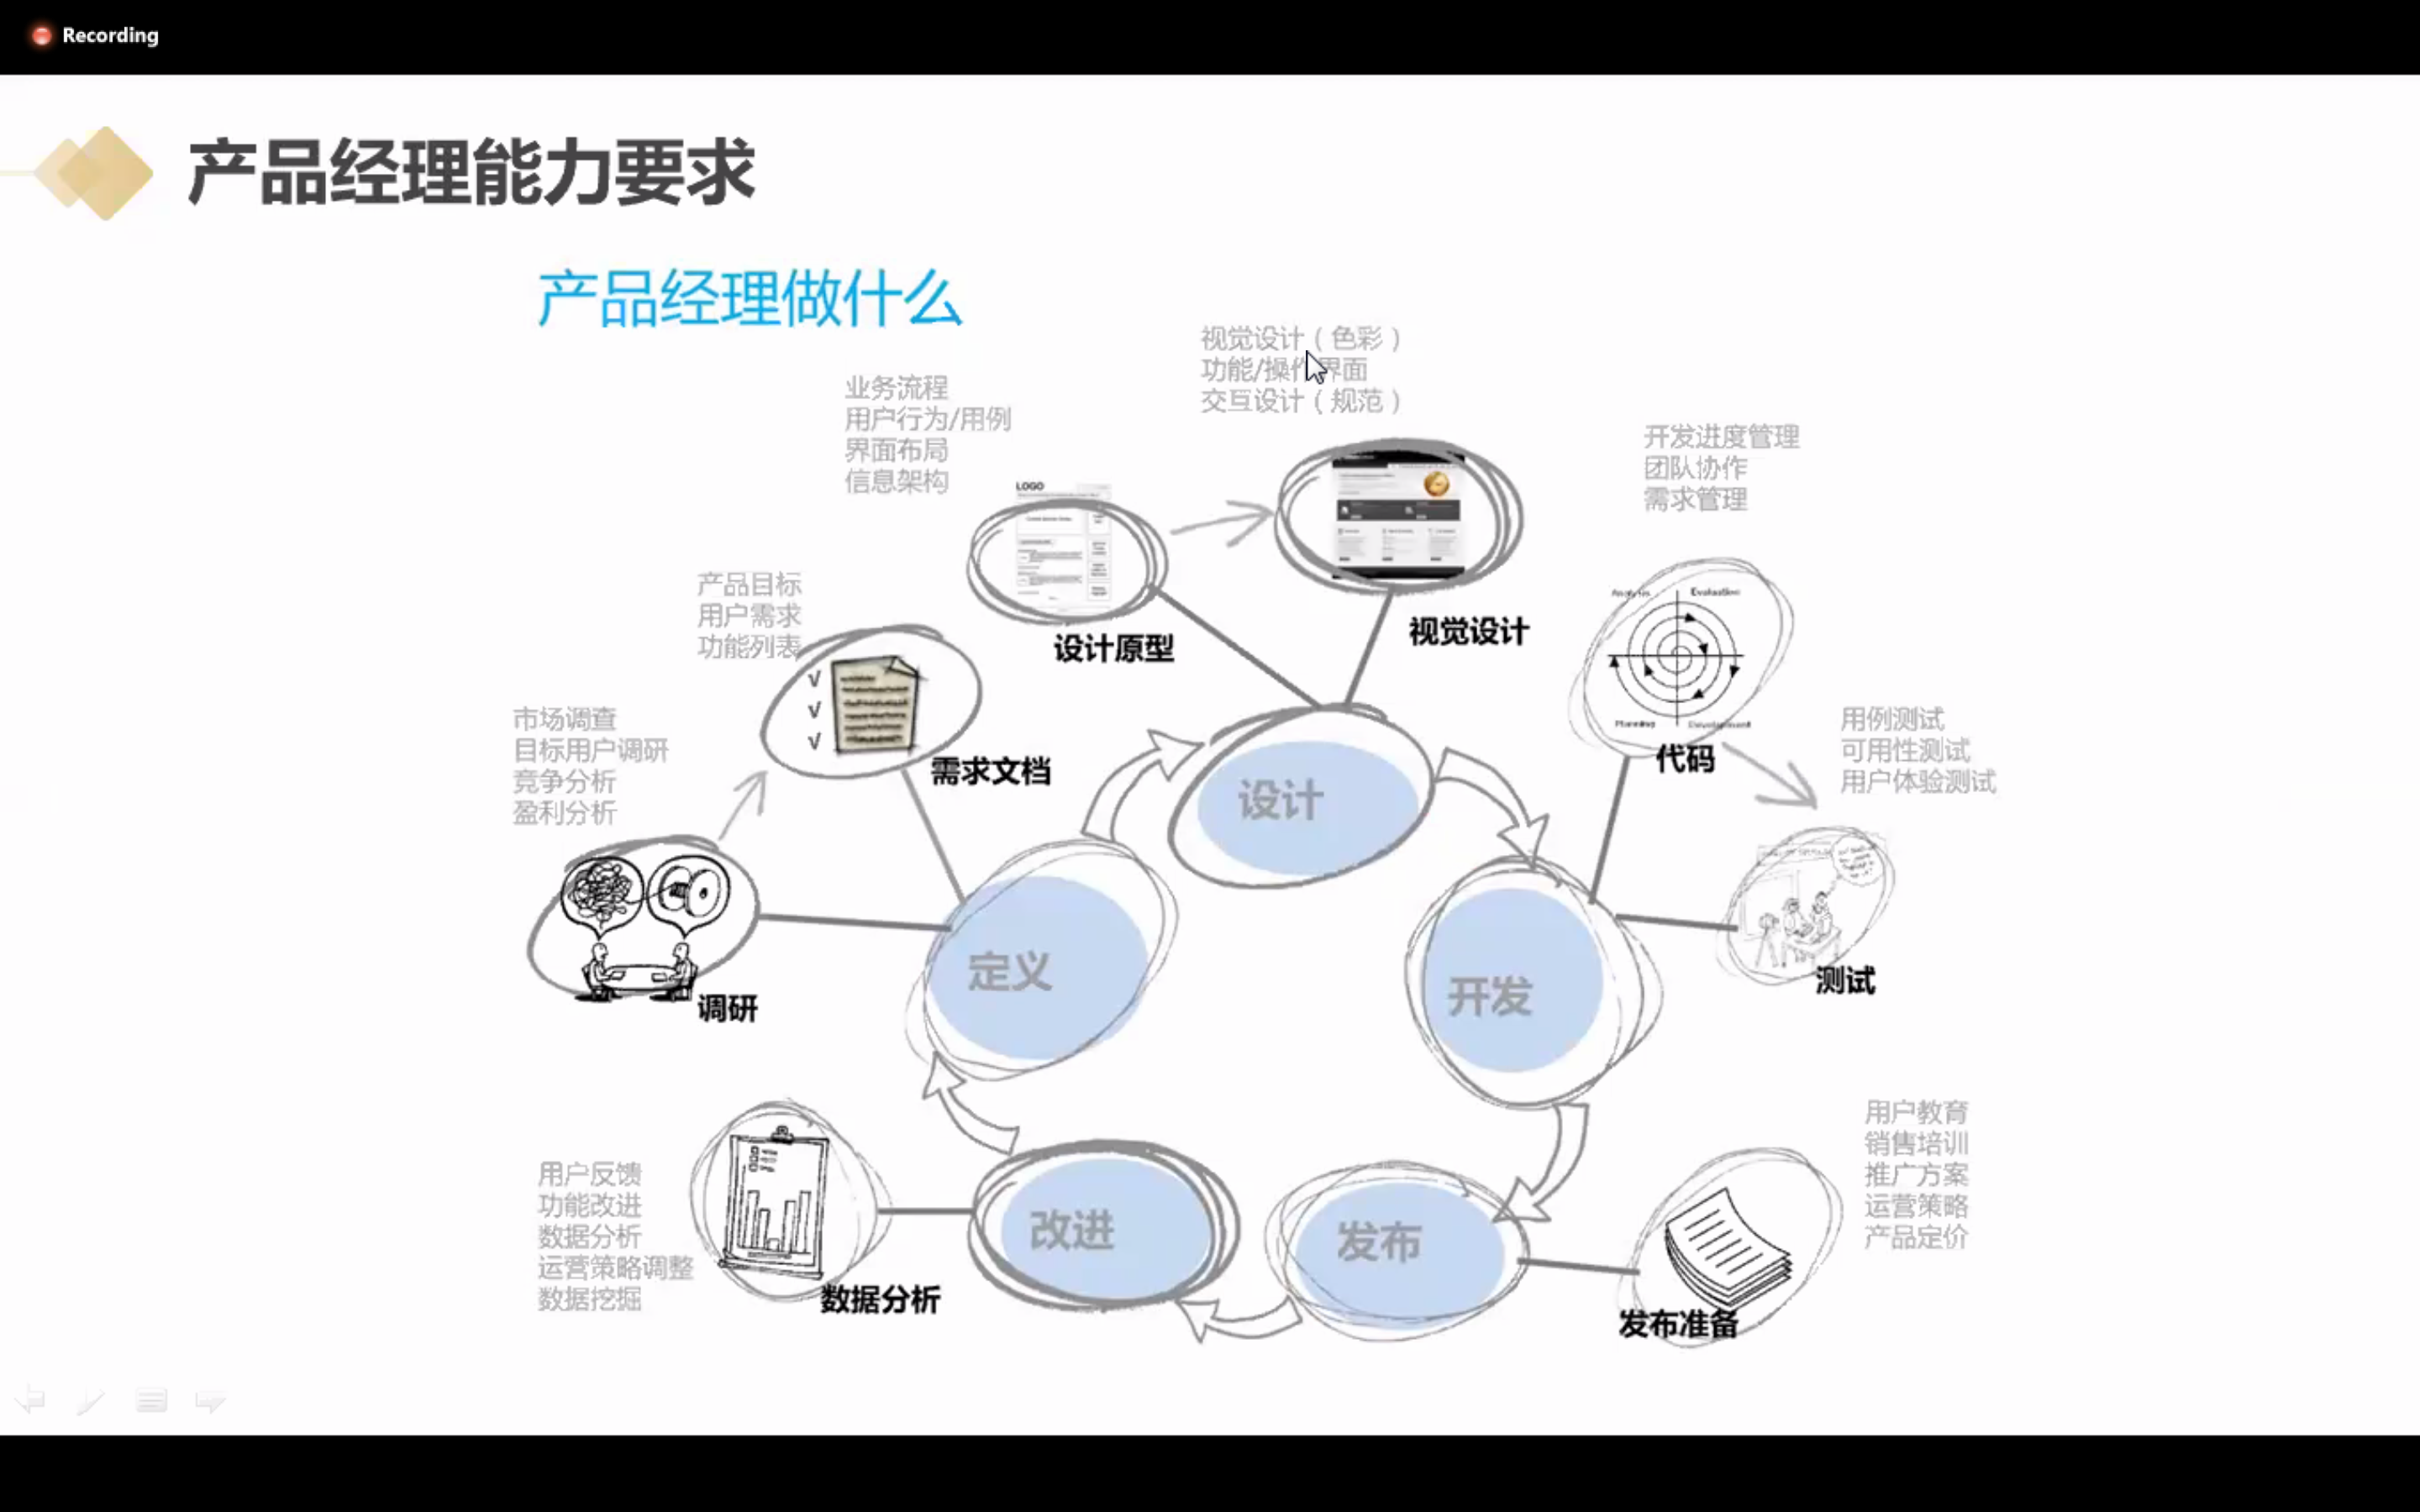 Recording
产品经理能力要求
产品经理做什么
视觉设计（色彩）
功能/操作界面
交互设计（规范）
业务流程
用户行为/用例
界面布局
信息架构
开发进度管理
团队协作
需求管理
LOGO
设计原型
视觉设计
产品目标
用户需求
功能列表
√
√
√
需求文档
Analysis
Evaluation
Planning
Development
代码
市场调查
目标用户调研
竞争分析
盈利分析
用例测试
可用性测试
用户体验测试
设计
定义
开发
调研
测试
用户反馈
功能改进
数据分析
运营策略调整
数据挖掘
数据分析
改进
发布
用户教育
销售培训
推广方案
运营策略
产品定价
发布准备